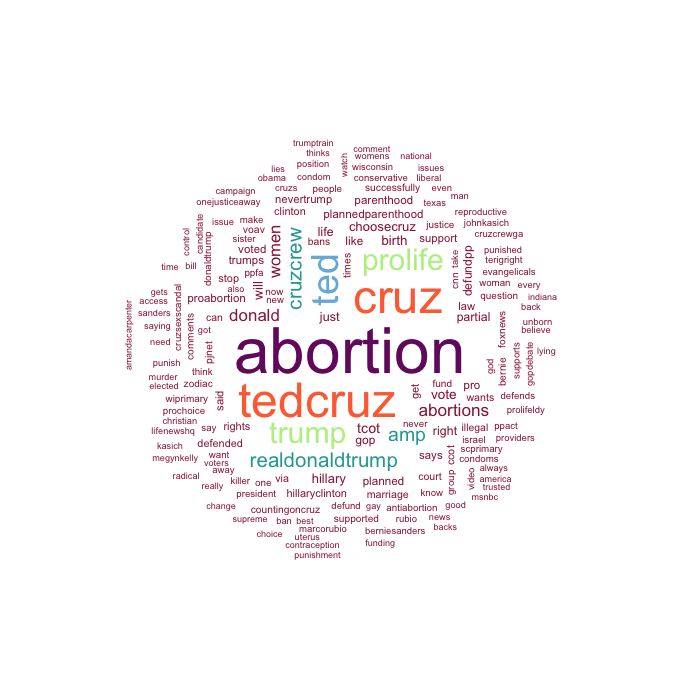 trumptrain
thinks
comment
womens
national
position
watch
wisconsin
issues
lies
obama
condom
conservative
liberal
campaign
cruzs
people
successfully
even
man
onejusticeaway
nevertrump
parenthood
texas
clinton
plannedparenthood
reproductive
control
candidate
issue
make
voav
women
cruzcrew
life
choosecruz
justice
johnkasich
sister
bans
like
birth
support
cruzcrewga
donaldtrump
voted
ted
times
prolife
cnn
take
defundpp
punished
time
bill
trumps
terigright
stop
ppfa
will
evangelicals
gets
cruzsexscandal
proabortion
now
cruz
woman
every
access
new
question
indiana
amandacarpenter
sanders
can
donald
just
law
back
saying
comments
got
partial
foxnews
unborn
believe
need
pjnet
abortion
god
bernie
supports
gopdebate
lying
punish
think
murder
zodiac
elected
tedcruz
get
fund
pro
wiprimary
said
vote
wants
defends
prochoice
abortions
prolifeldy
christian
never
lifenewshq
say
rights
trump
tcot
amp
right
illegal
ppact
kasich
defended
gop
israel
providers
megynkelly
want
realdonaldtrump
says
ccot
scprimary
voters
condoms
radical
away
group
video
always
really
killer
one
via
hillary
planned
court
america
president
hillaryclinton
marriage
know
trusted
msnbc
change
countingoncruz
defund
gay
antiabortion
good
supreme
ban
best
supported
rubio
news
choice
marcorubio
berniesanders
backs
uterus
contraception
funding
punishment